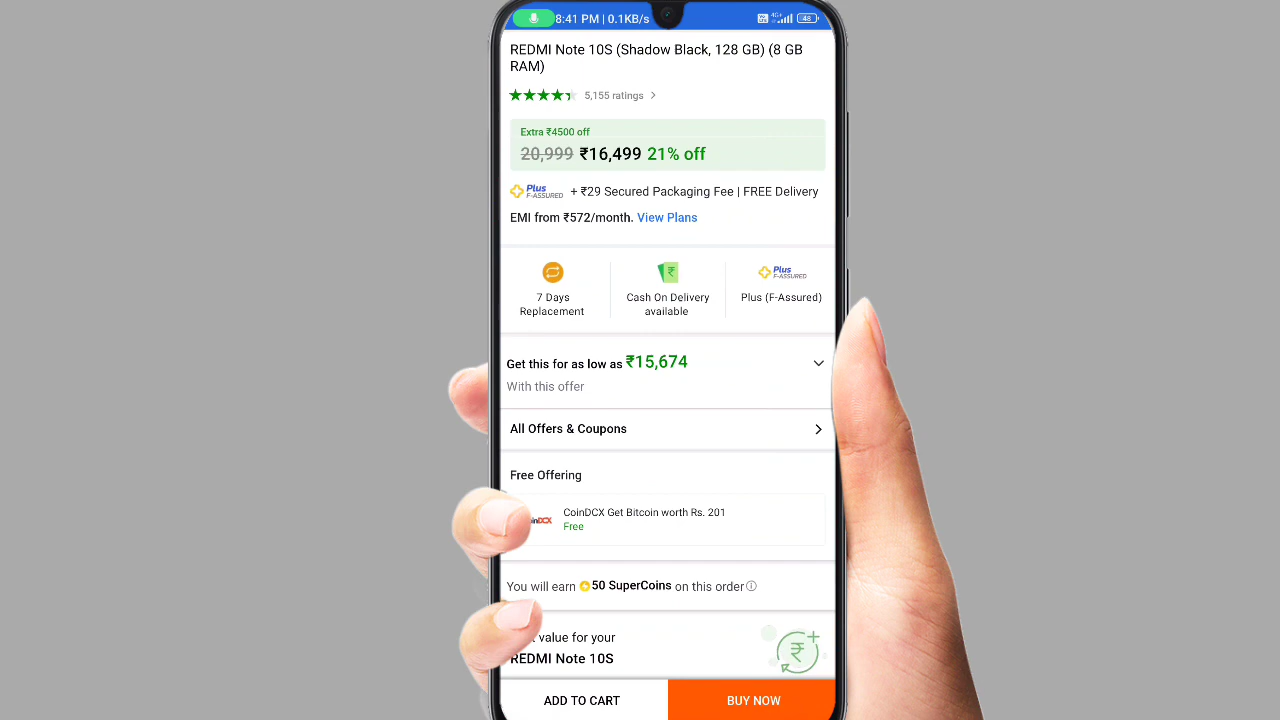 8:41 PM | 0.1KB/s 4G+ 48
REDMI Note 10S (Shadow Black, 128 GB) (8 GB
RAM)
5,155 ratings
Extra ₹4500 off
20,999 ₹16,499 21% off
Plus F-ASSURED + ₹29 Secured Packaging Fee | FREE Delivery
EMI from ₹572/month. View Plans
Plus F-ASSURED
7 Days
Replacement
Cash On Delivery
available
Plus (F-Assured)
Get this for as low as ₹15,674
With this offer
All Offers & Coupons
Free Offering
CoinDCX Get Bitcoin worth Rs. 201
Free
You will earn 50 SuperCoins on this order
value for your
REDMI Note 10S
ADD TO CART
BUY NOW